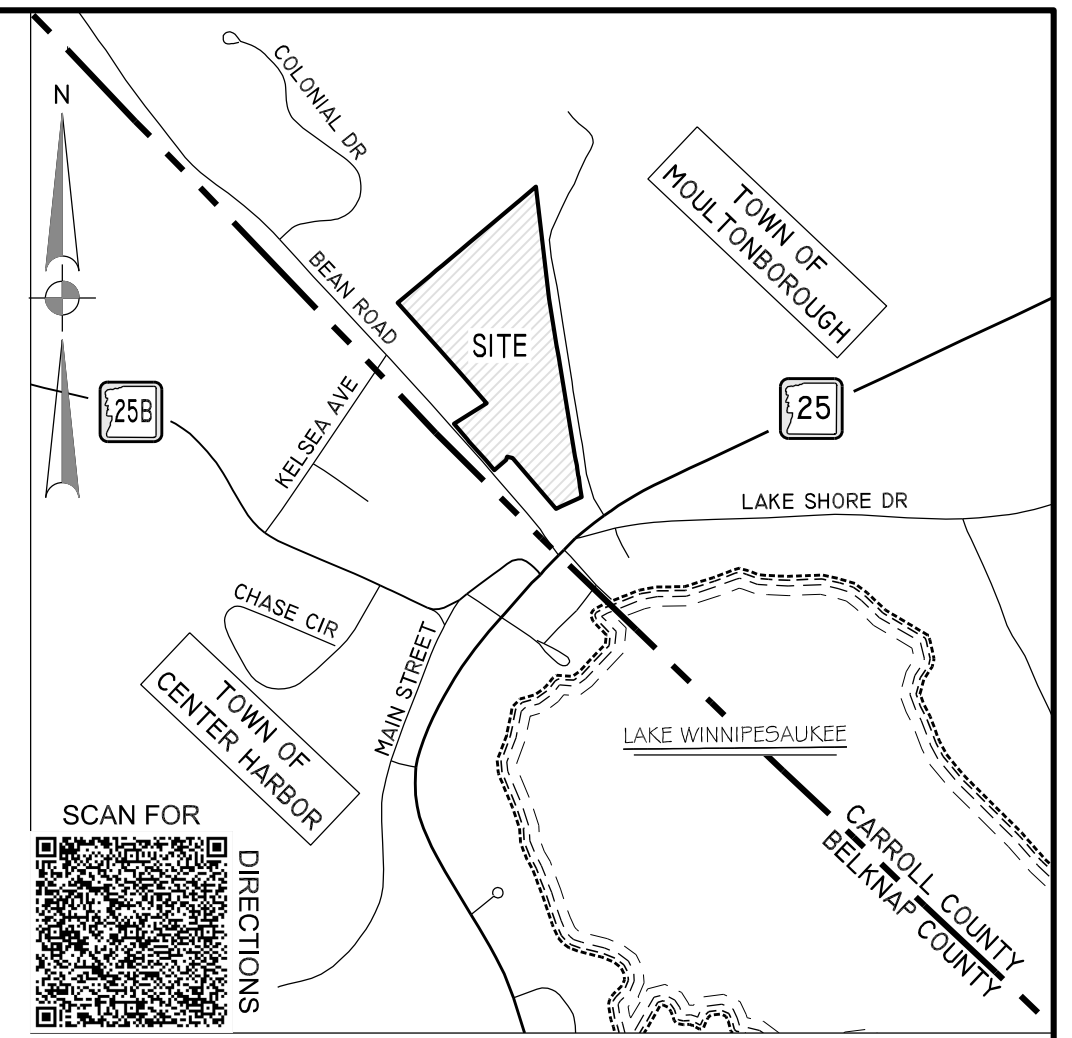 COLONIAL DR
N
TOWN OF
MOULTONBOROUGH
BEAN ROAD
SITE
25B
25
KELSEA AVE
LAKE SHORE DR
CHASE CIR
MAIN STREET
TOWN OF
CENTER HARBOR
LAKE WINNIPESAUKEE
SCAN FOR
DIRECTIONS
CARROLL COUNTY
BELKNAP COUNTY